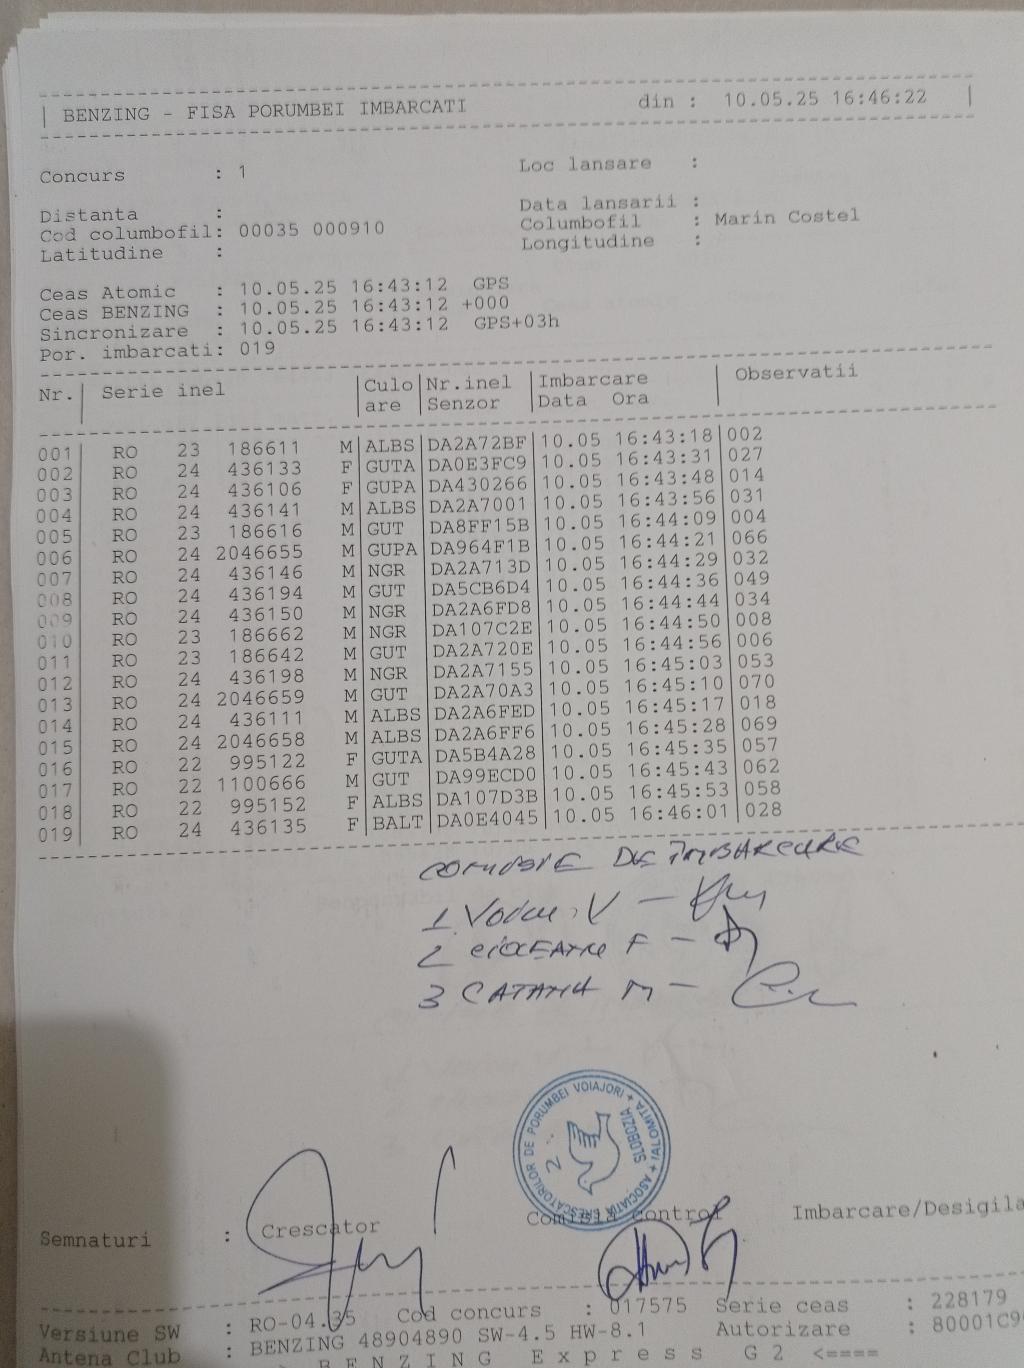 BENZING - FISA PORUMBEI IMBARCATI din : 10.05.25 16:46:22
Concurs : 1 Loc lansare :
Distanta : Data lansarii :
Cod columbofil: 00035 000910 Columbofil : Marin Costel
Latitudine : Longitudine :
Ceas Atomic : 10.05.25 16:43:12 GPS
Ceas BENZING : 10.05.25 16:43:12 +000
Sincronizare : 10.05.25 16:43:12 GPS+03h
Por. imbarcati: 019
Nr. Serie inel Culo Nr.inel Imbarcare Observatii
are Senzor Data Ora
001 RO 23 186611 M ALBS DA2A72BF 10.05 16:43:18 002
002 RO 24 436133 F GUTA DA0E3FC9 10.05 16:43:31 027
003 RO 24 436106 F GUPA DA430266 10.05 16:43:48 014
004 RO 24 436141 M ALBS DA2A7001 10.05 16:43:56 031
005 RO 23 186616 M GUT DA8FF15B 10.05 16:44:09 004
006 RO 24 2046655 M GUPA DA964F1B 10.05 16:44:21 066
007 RO 24 436146 M NGR DA2A713D 10.05 16:44:29 032
008 RO 24 436194 M GUT DA5CB6D4 10.05 16:44:36 049
009 RO 24 436150 M NGR DA2A6FD8 10.05 16:44:44 034
010 RO 23 186662 M NGR DA107C2E 10.05 16:44:50 008
011 RO 23 186642 M GUT DA2A720E 10.05 16:44:56 006
012 RO 24 436198 M NGR DA2A7155 10.05 16:45:03 053
013 RO 24 2046659 M GUT DA2A70A3 10.05 16:45:10 070
014 RO 24 436111 M ALBS DA2A6FED 10.05 16:45:17 018
015 RO 24 2046658 M ALBS DA2A6FF6 10.05 16:45:28 069
016 RO 22 995122 F GUTA DA5B4A28 10.05 16:45:35 057
017 RO 22 1100666 M GUT DA99ECD0 10.05 16:45:43 062
018 RO 22 995152 F ALBS DA107D3B 10.05 16:45:53 058
019 RO 24 436135 F BALT DA0E4045 10.05 16:46:01 028
DE IMBARCARE
1 V
2 F
3 CATANA M
ASOCIATIA CRESCATORILOR DE PORUMBEI VOIAJORI + IALOMITA +
SLOBOZIA
2
Semnaturi : Crescator Comisia control Imbarcare/Desigila
Versiune SW : RO-04.35 Cod concurs : 017575 Serie ceas : 228179
Antena Club : BENZING 48904890 SW-4.5 HW-8.1 Autorizare : 80001C9
BENZING Express G2 <====